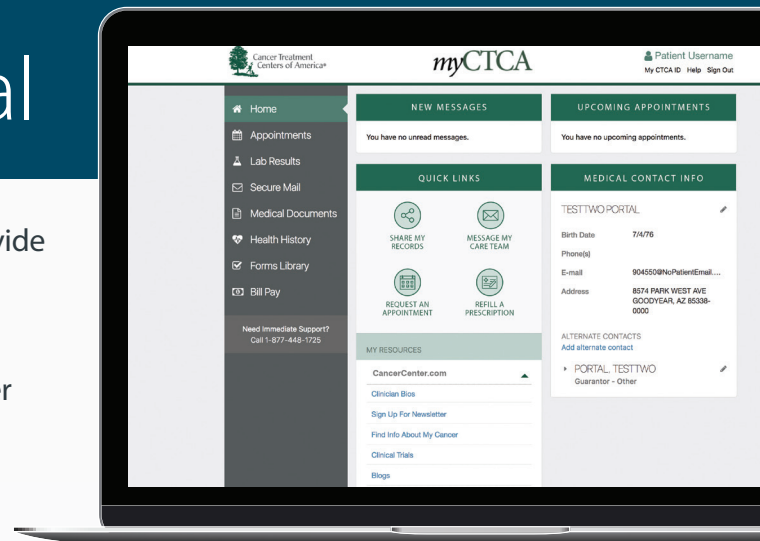 al
vide
er
Cancer Treatment
Centers of America®
myCTCA
Patient Username
My CTCA ID Help Sign Out
Home
Appointments
Lab Results
Secure Mail
Medical Documents
Health History
Forms Library
Bill Pay
Need Immediate Support?
Call 1-877-448-1725
NEW MESSAGES
You have no unread messages.
UPCOMING APPOINTMENTS
You have no upcoming appointments.
QUICK LINKS
SHARE MY
RECORDS
MESSAGE MY
CARE TEAM
REQUEST AN
APPOINTMENT
REFILL A
PRESCRIPTION
MY RESOURCES
CancerCenter.com
Clinician Bios
Sign Up For Newsletter
Find Info About My Cancer
Clinical Trials
Blogs
MEDICAL CONTACT INFO
TESTTWO PORTAL
Birth Date 7/4/76
Phone(s)
E-mail 904550@NoPatientEmail....
Address 8574 PARK WEST AVE
GOODYEAR, AZ 85338-
0000
ALTERNATE CONTACTS
Add alternate contact
PORTAL, TESTTWO
Guarantor - Other